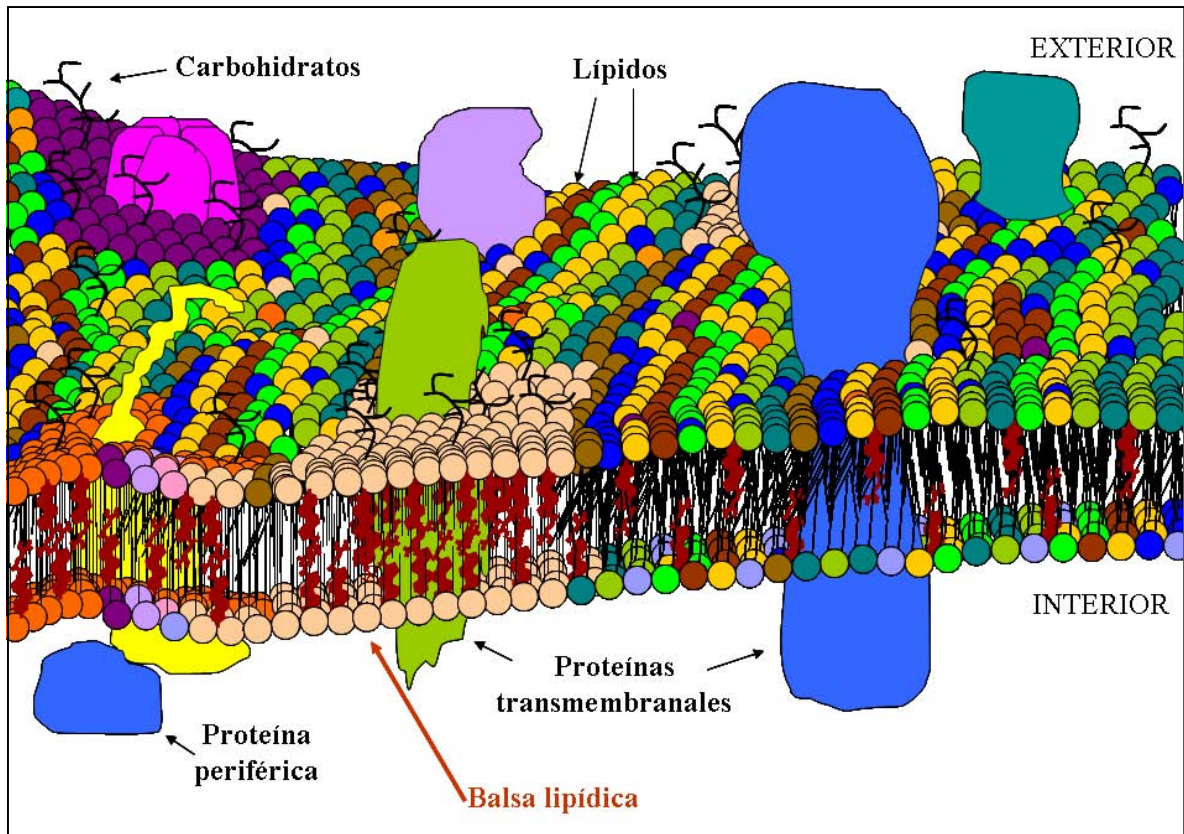 EXTERIOR
Carbohidratos
Lípidos
INTERIOR
Proteínas
transmembranales
Proteína
periférica
Balsa lipídica